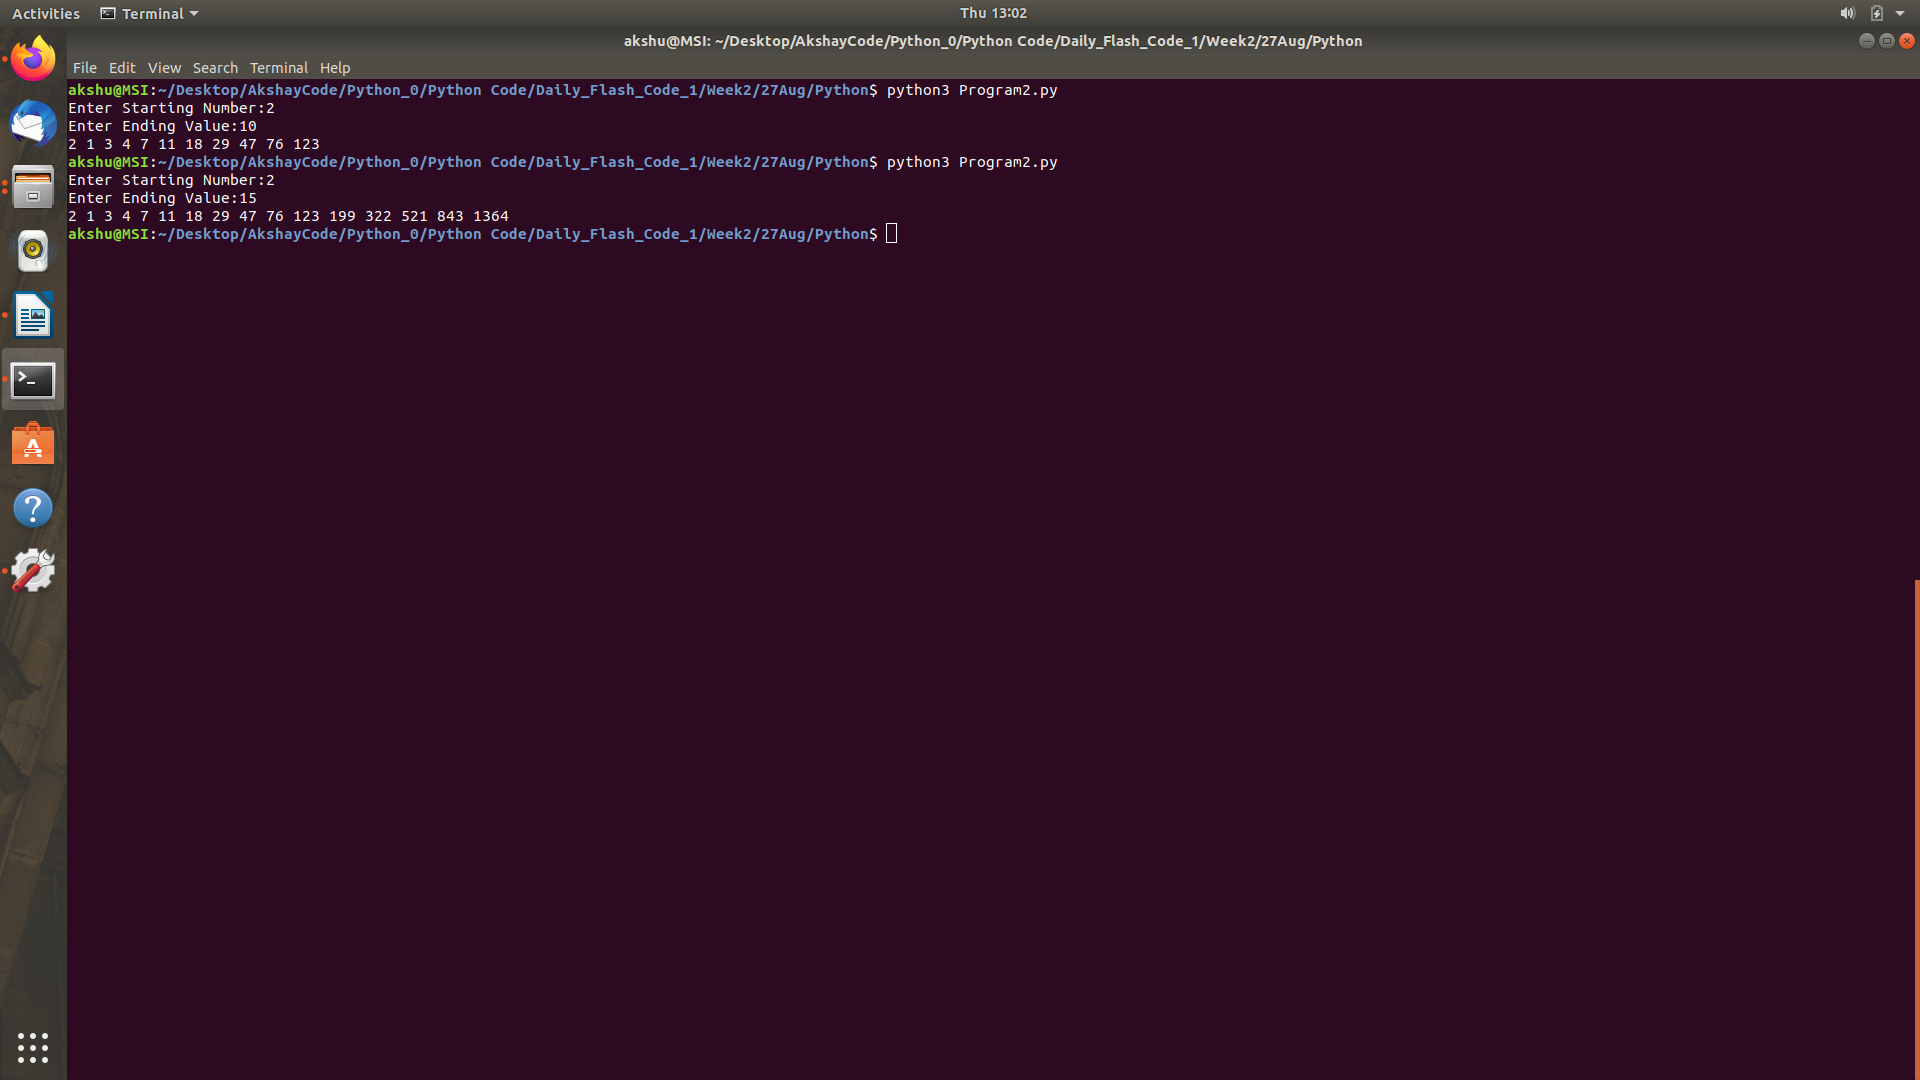 Activities Terminal Thu 13:02
akshu@MSI: ~/Desktop/AkshayCode/Python_0/Python Code/Daily_Flash_Code_1/Week2/27Aug/Python
File Edit View Search Terminal Help
akshu@MSI:~/Desktop/AkshayCode/Python_0/Python Code/Daily_Flash_Code_1/Week2/27Aug/Python$ python3 Program2.py
Enter Starting Number:2
Enter Ending Value:10
2 1 3 4 7 11 18 29 47 76 123
akshu@MSI:~/Desktop/AkshayCode/Python_0/Python Code/Daily_Flash_Code_1/Week2/27Aug/Python$ python3 Program2.py
Enter Starting Number:2
Enter Ending Value:15
2 1 3 4 7 11 18 29 47 76 123 199 322 521 843 1364
akshu@MSI:~/Desktop/AkshayCode/Python_0/Python Code/Daily_Flash_Code_1/Week2/27Aug/Python$